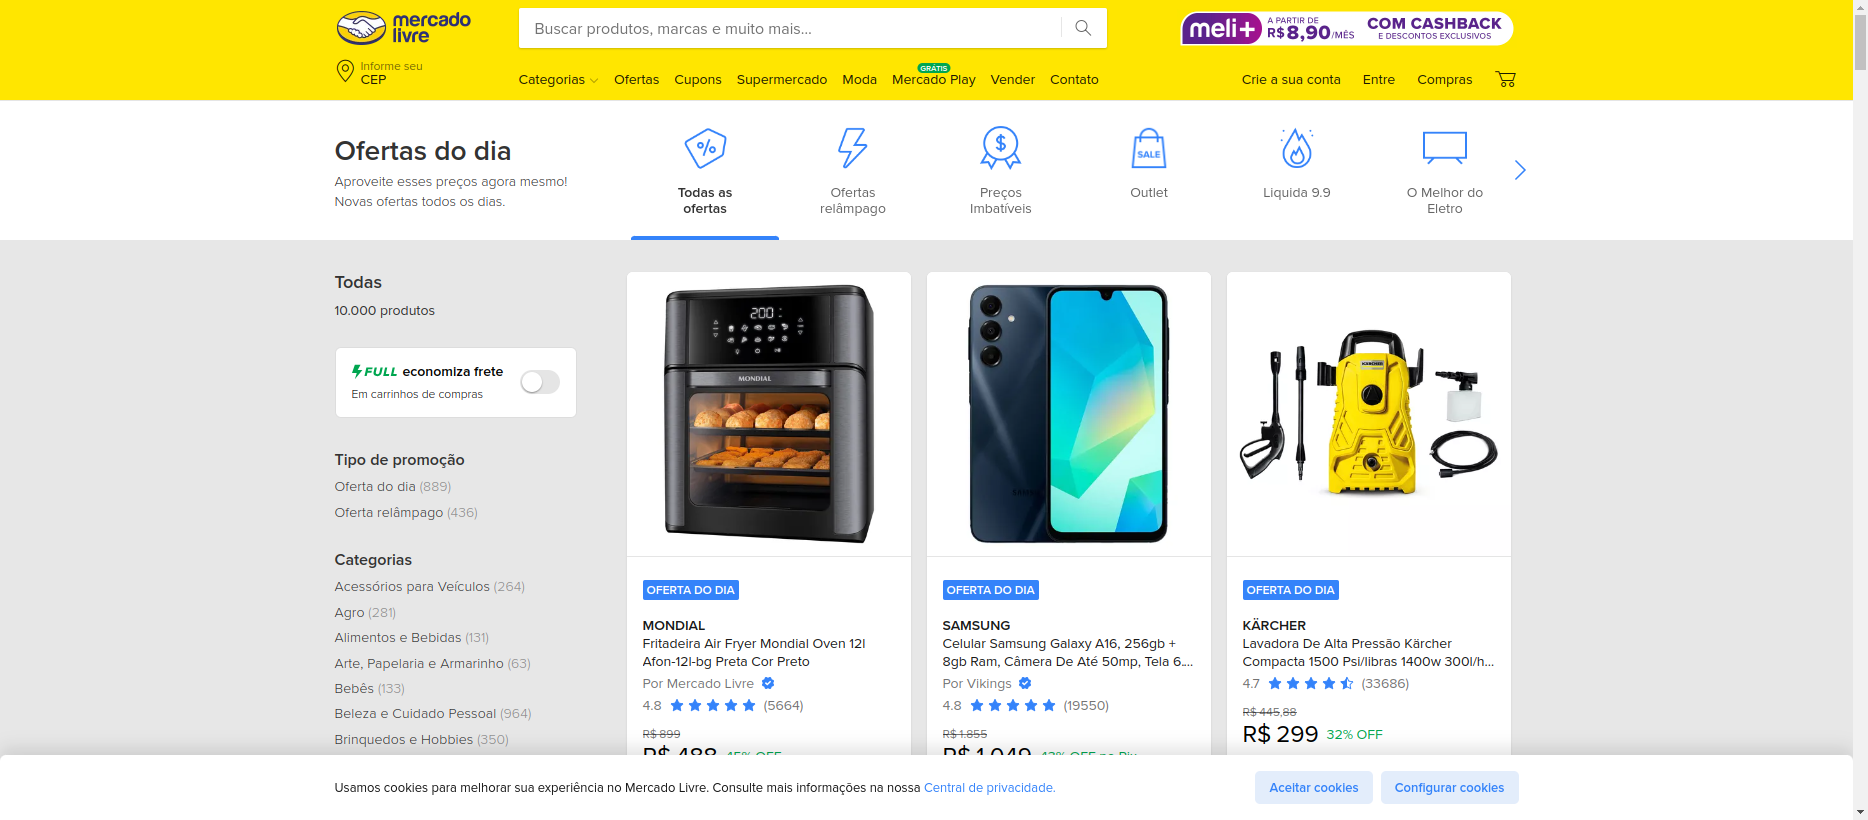 mercado
livre
Buscar produtos, marcas e muito mais...
meli+ A PARTIR DE R$8,90/MÊS COM CASHBACK E DESCONTOS EXCLUSIVOS
Informe seu
CEP
Categorias Ofertas Cupons Supermercado Moda Mercado Play GRÁTIS Vender Contato
Crie a sua conta Entre Compras
Ofertas do dia
Aproveite esses preços agora mesmo!
Novas ofertas todos os dias.
Todas as
ofertas
Ofertas
relâmpago
$
Preços
Imbatíveis
SALE
Outlet
Liquida 9.9
O Melhor do
Eletro
Todas
10.000 produtos
FULL economiza frete
Em carrinhos de compras
Tipo de promoção
Oferta do dia (889)
Oferta relâmpago (436)
Categorias
Acessórios para Veículos (264)
Agro (281)
Alimentos e Bebidas (131)
Arte, Papelaria e Armarinho (63)
Bebês (133)
Beleza e Cuidado Pessoal (964)
Brinquedos e Hobbies (350)
200
MONDIAL
OFERTA DO DIA
MONDIAL
Fritadeira Air Fryer Mondial Oven 12l
Afon-12l-bg Preta Cor Preto
Por Mercado Livre
4.8 (5664)
R$ 899
R$ 488 45% OFF
SAMSUNG
OFERTA DO DIA
SAMSUNG
Celular Samsung Galaxy A16, 256gb +
8gb Ram, Câmera De Até 50mp, Tela 6....
Por Vikings
4.8 (19550)
R$ 1.855
R$ 1.049 43% OFF no Pix
KÄRCHER
OFERTA DO DIA
KÄRCHER
Lavadora De Alta Pressão Kärcher
Compacta 1500 Psi/libras 1400w 300l/h...
4.7 (33686)
R$ 445,88
R$ 299 32% OFF
Usamos cookies para melhorar sua experiência no Mercado Livre. Consulte mais informações na nossa Central de privacidade.
Aceitar cookies
Configurar cookies